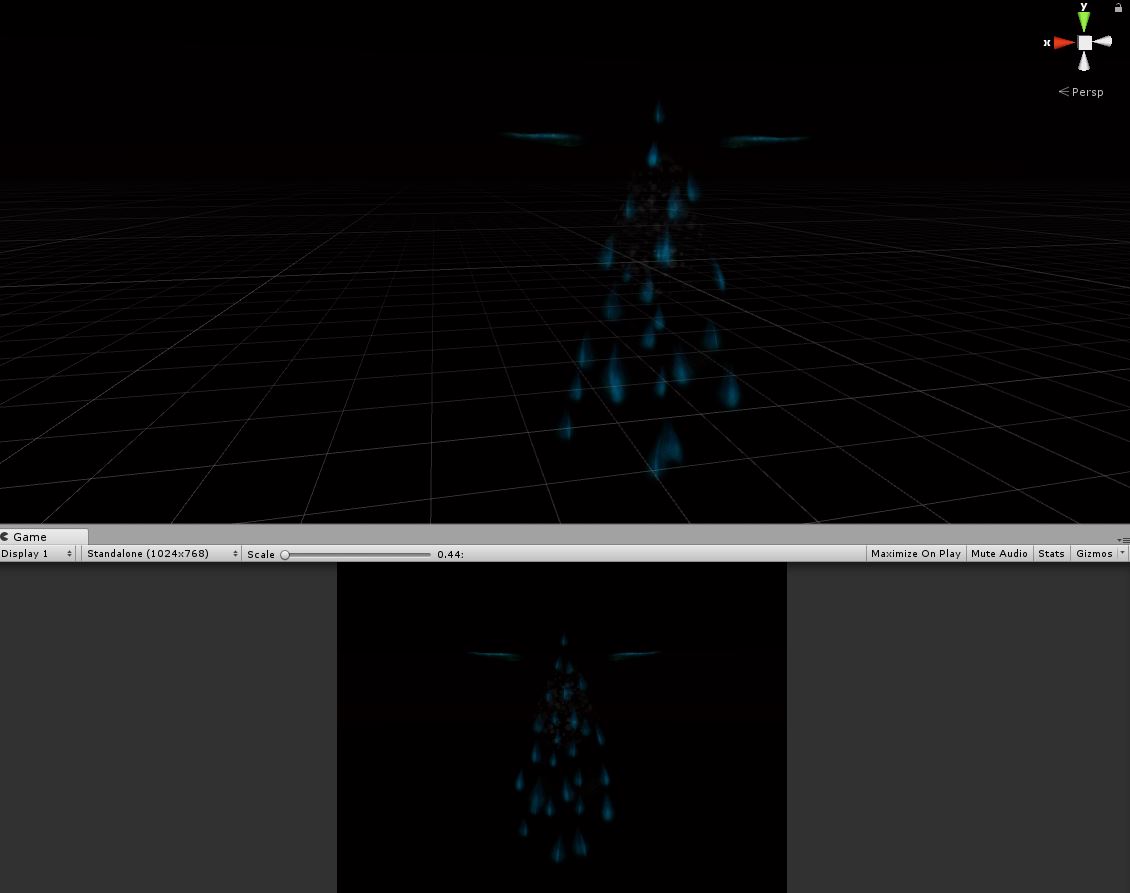 y
x
Persp
Game
Display 1
Standalone (1024x768)
Scale
0.44:
Maximize On Play
Mute Audio
Stats
Gizmos